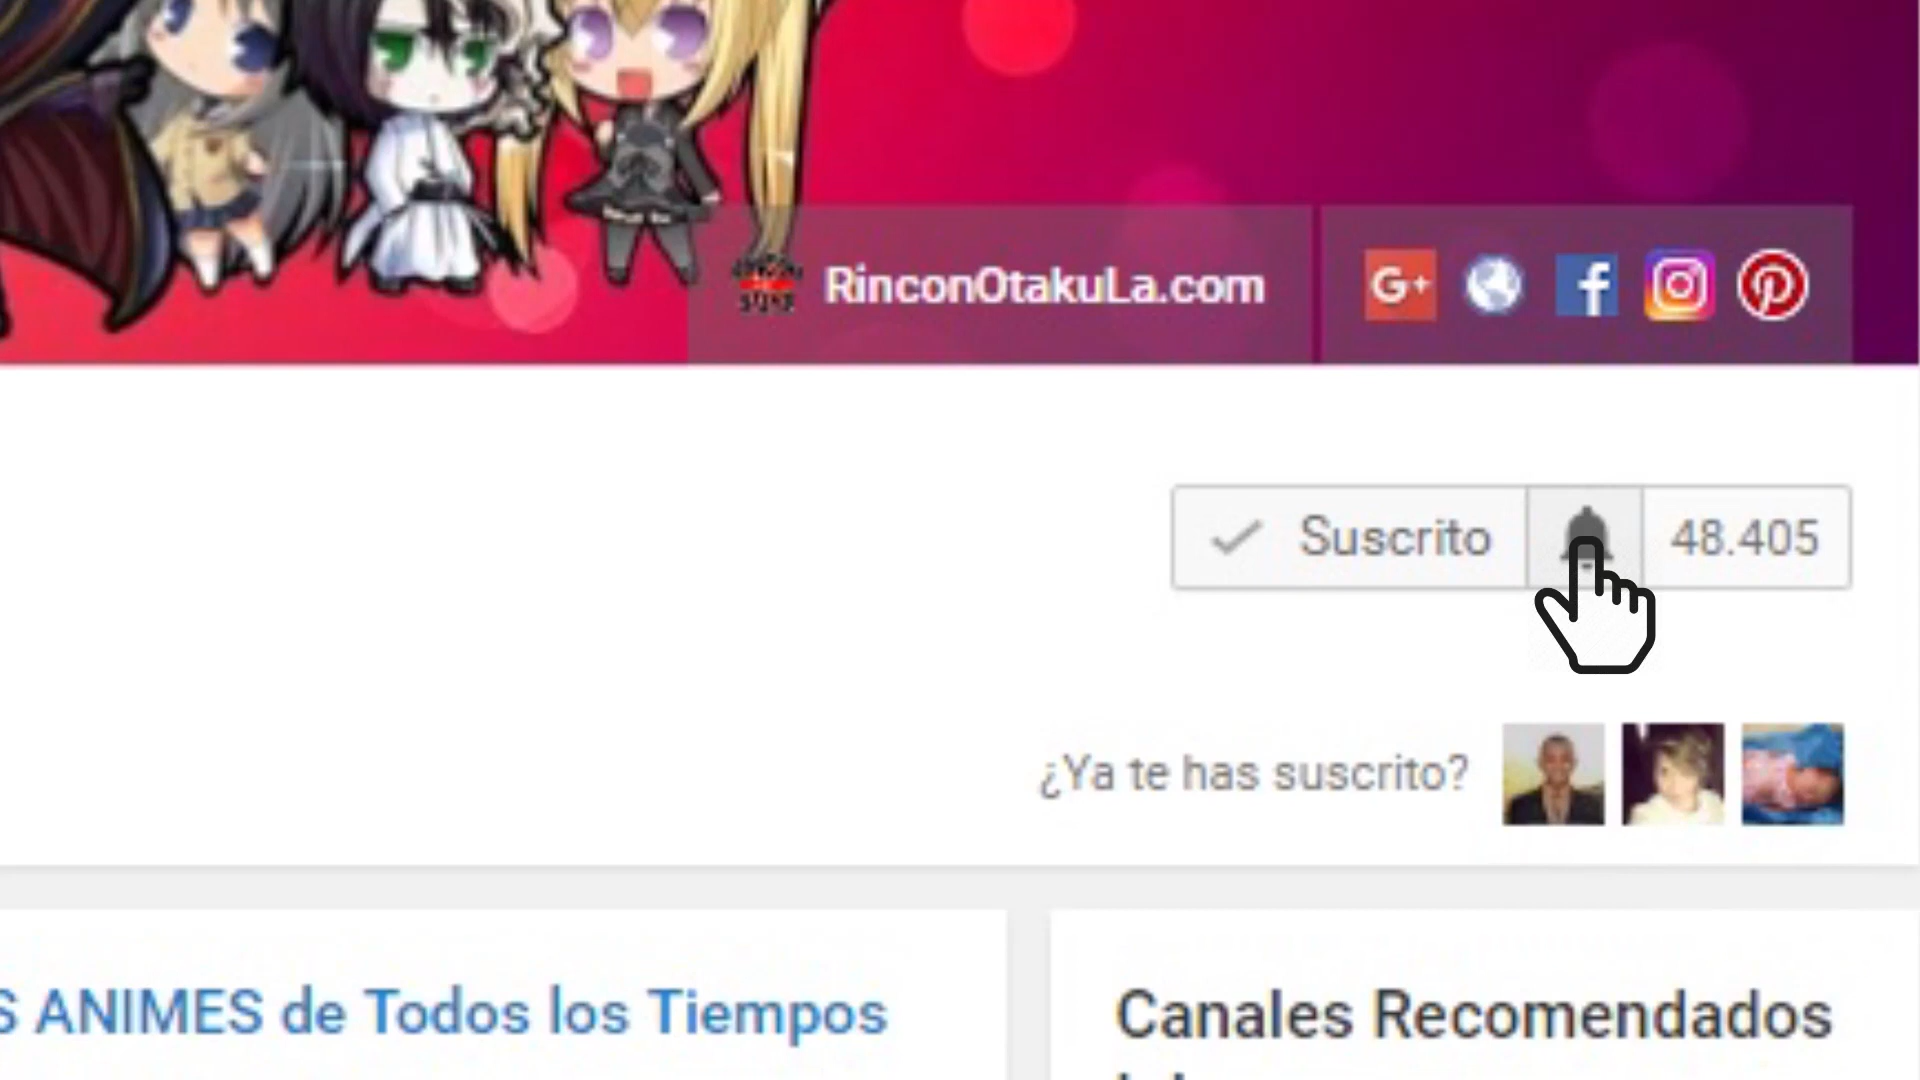 RinconOtakuLa.com
G+
Suscrito
48.405
¿Ya te has suscrito?
S ANIMES de Todos los Tiempos
Canales Recomendados